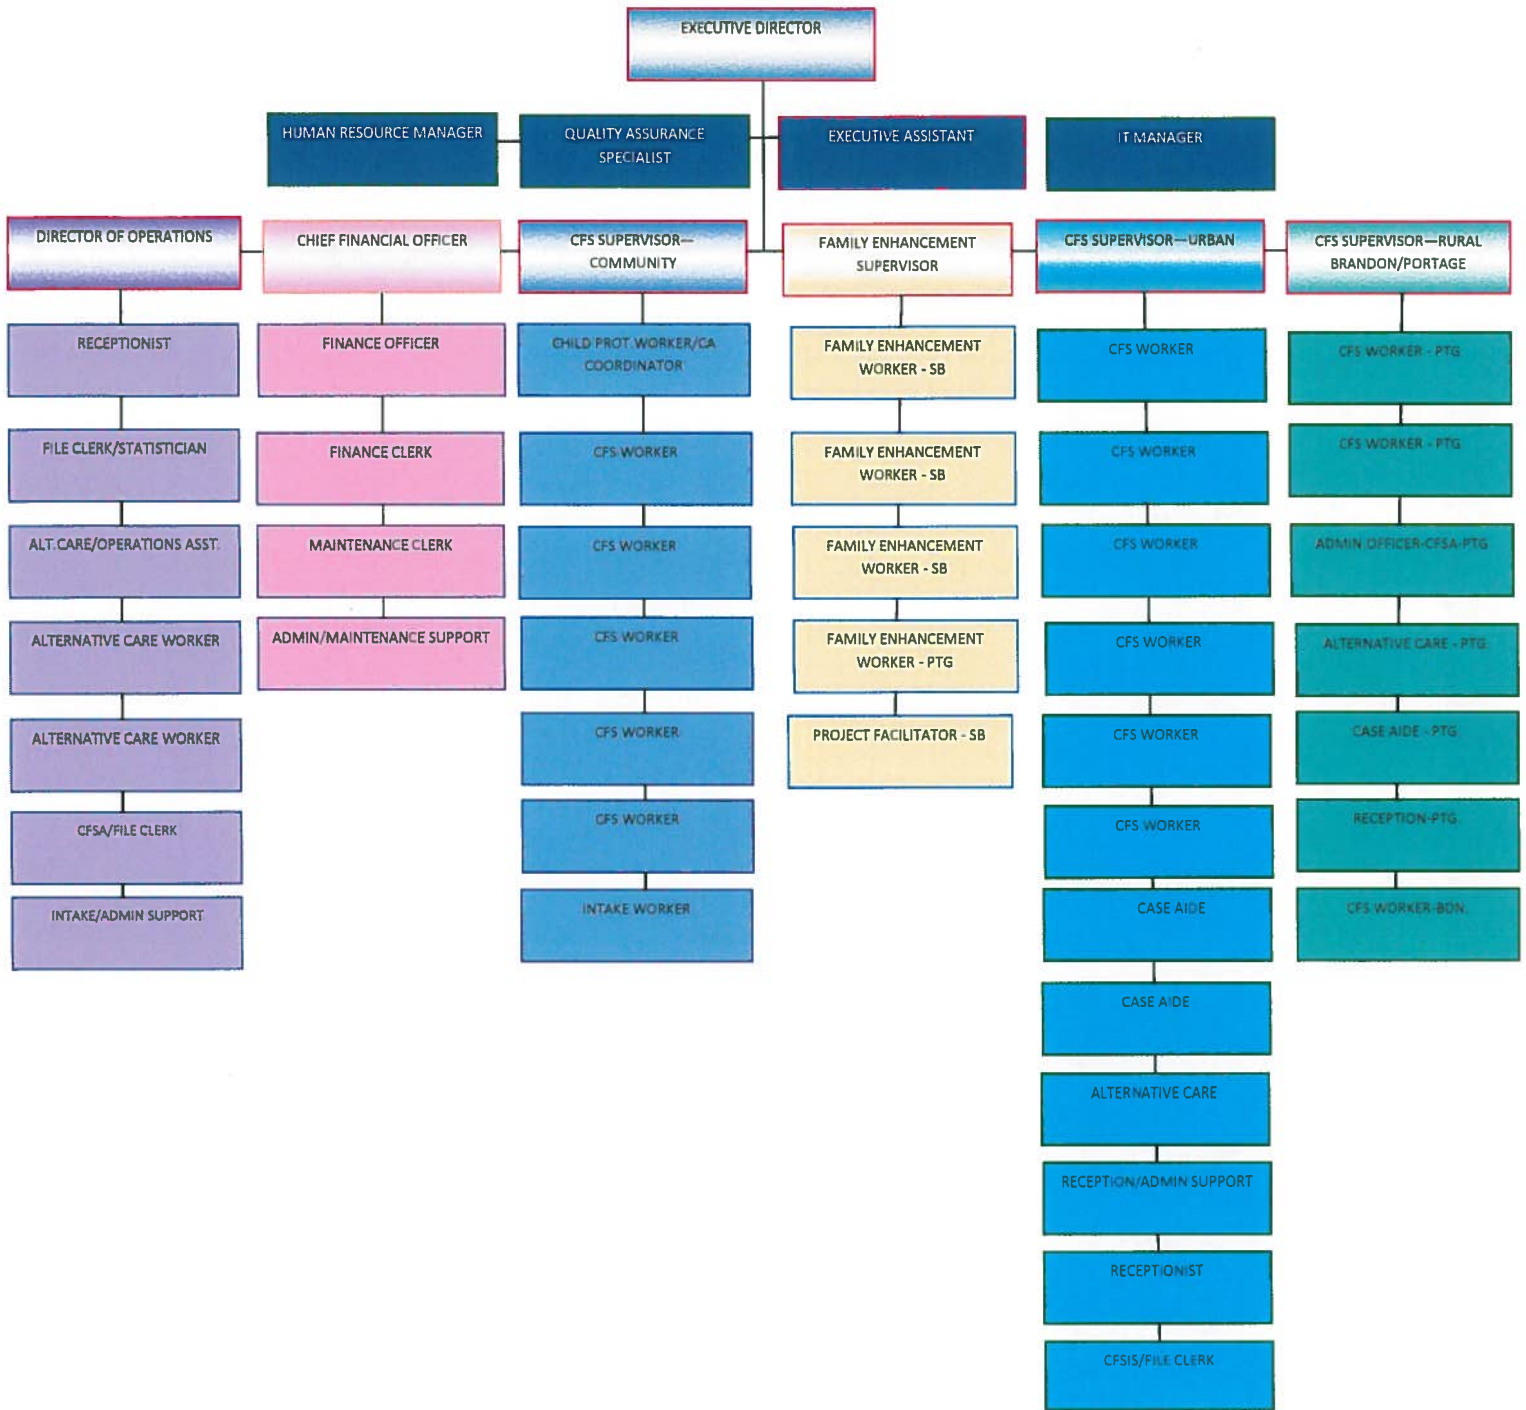 EXECUTIVE DIRECTOR
HUMAN RESOURCE MANAGER
QUALITY ASSURANCE
SPECIALIST
EXECUTIVE ASSISTANT
IT MANAGER
DIRECTOR OF OPERATIONS
CHIEF FINANCIAL OFFICER
CFS SUPERVISOR—
COMMUNITY
FAMILY ENHANCEMENT
SUPERVISOR
CFS SUPERVISOR—URBAN
CFS SUPERVISOR—RURAL
BRANDON/PORTAGE
RECEPTIONIST
FILE CLERK/STATISTICIAN
ALT.CARE/OPERATIONS ASST.
ALTERNATIVE CARE WORKER
ALTERNATIVE CARE WORKER
CFSA/FILE CLERK
INTAKE/ADMIN SUPPORT
FINANCE OFFICER
FINANCE CLERK
MAINTENANCE CLERK
ADMIN/MAINTENANCE SUPPORT
CHILD PROT. WORKER/CA
COORDINATOR
CFS WORKER
CFS WORKER
CFS WORKER
CFS WORKER
CFS WORKER
INTAKE WORKER
FAMILY ENHANCEMENT
WORKER - SB
FAMILY ENHANCEMENT
WORKER - SB
FAMILY ENHANCEMENT
WORKER - SB
FAMILY ENHANCEMENT
WORKER - PTG
PROJECT FACILITATOR - SB
CFS WORKER
CFS WORKER
CFS WORKER
CFS WORKER
CFS WORKER
CFS WORKER
CASE AIDE
CASE AIDE
ALTERNATIVE CARE
RECEPTION/ADMIN SUPPORT
RECEPTIONIST
CFSIS/FILE CLERK
CFS WORKER - PTG
CFS WORKER - PTG
ADMIN OFFICER-CFSA-PTG
ALTERNATIVE CARE - PTG.
CASE AIDE - PTG.
RECEPTION-PTG.
CFS WORKER-BDN.